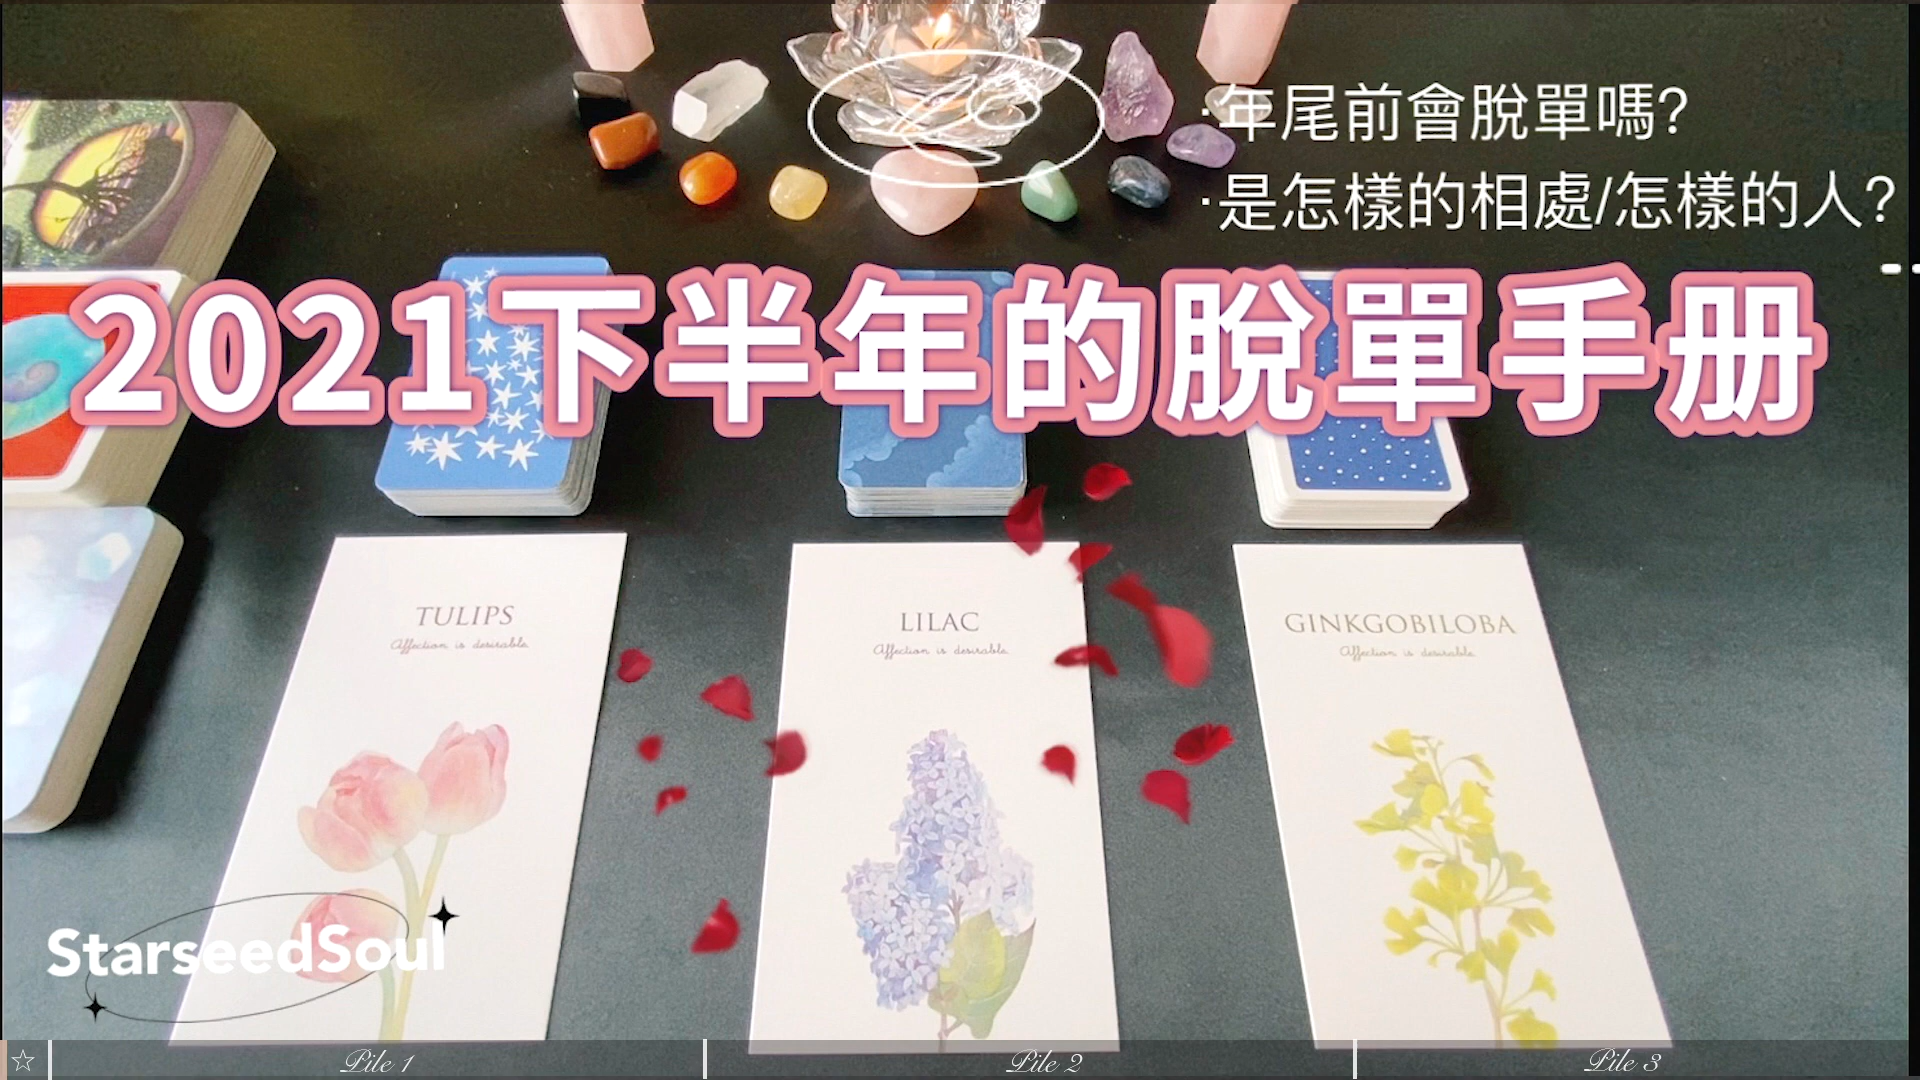 ·年尾前會脫單嗎?
·是怎樣的相處/怎樣的人?
2021下半年的脫單手册
TULIPS
Affection is desirable
LILAC
Affection is desirable
GINKGOBILOBA
Affection is desirable
StarseedSoul
Pile 1
Pile 2
Pile 3